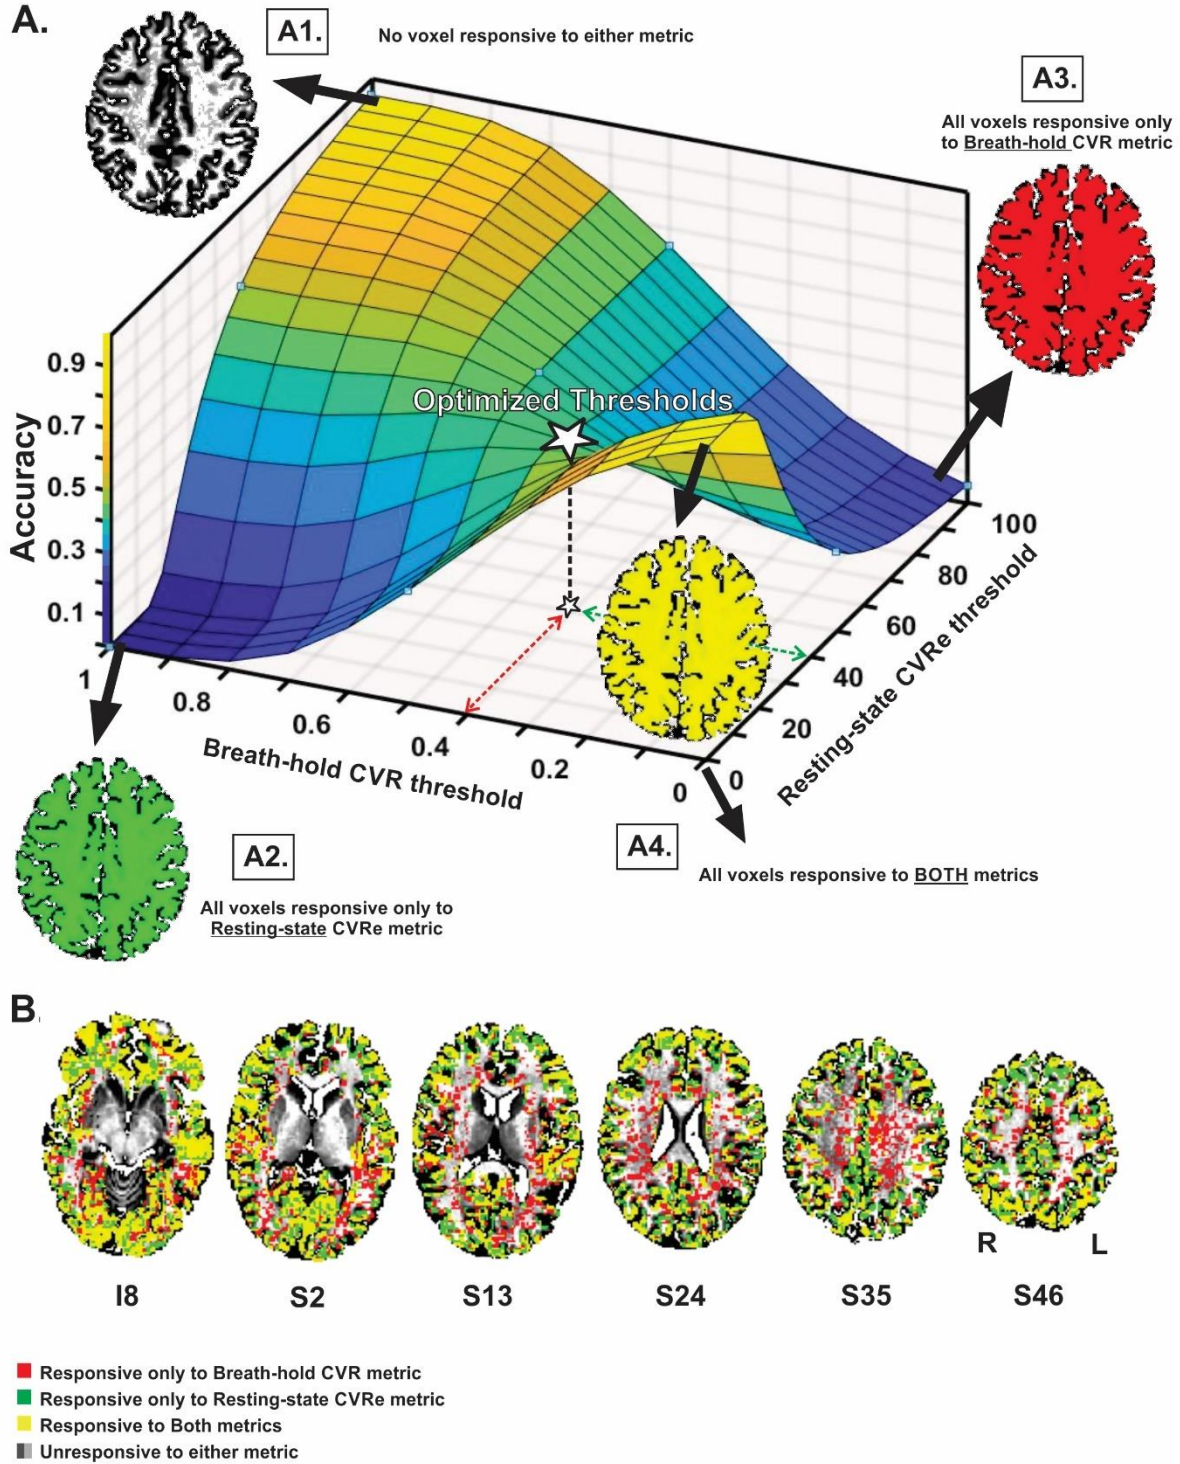 A.
A1.
No voxel responsive to either metric
A3.
All voxels responsive only
to Breath-hold CVR metric
Optimized Thresholds
Accuracy
0.9
0.7
0.5
0.3
0.1
1
0.8
0.6
0.4
0.2
0
Breath-hold CVR threshold
0
20
40
60
80
100
Resting-state CVRe threshold
A2.
All voxels responsive only to
Resting-state CVRe metric
A4.
All voxels responsive to BOTH metrics
B.
R
L
I8
S2
S13
S24
S35
S46
Responsive only to Breath-hold CVR metric
Responsive only to Resting-state CVRe metric
Responsive to Both metrics
Unresponsive to either metric